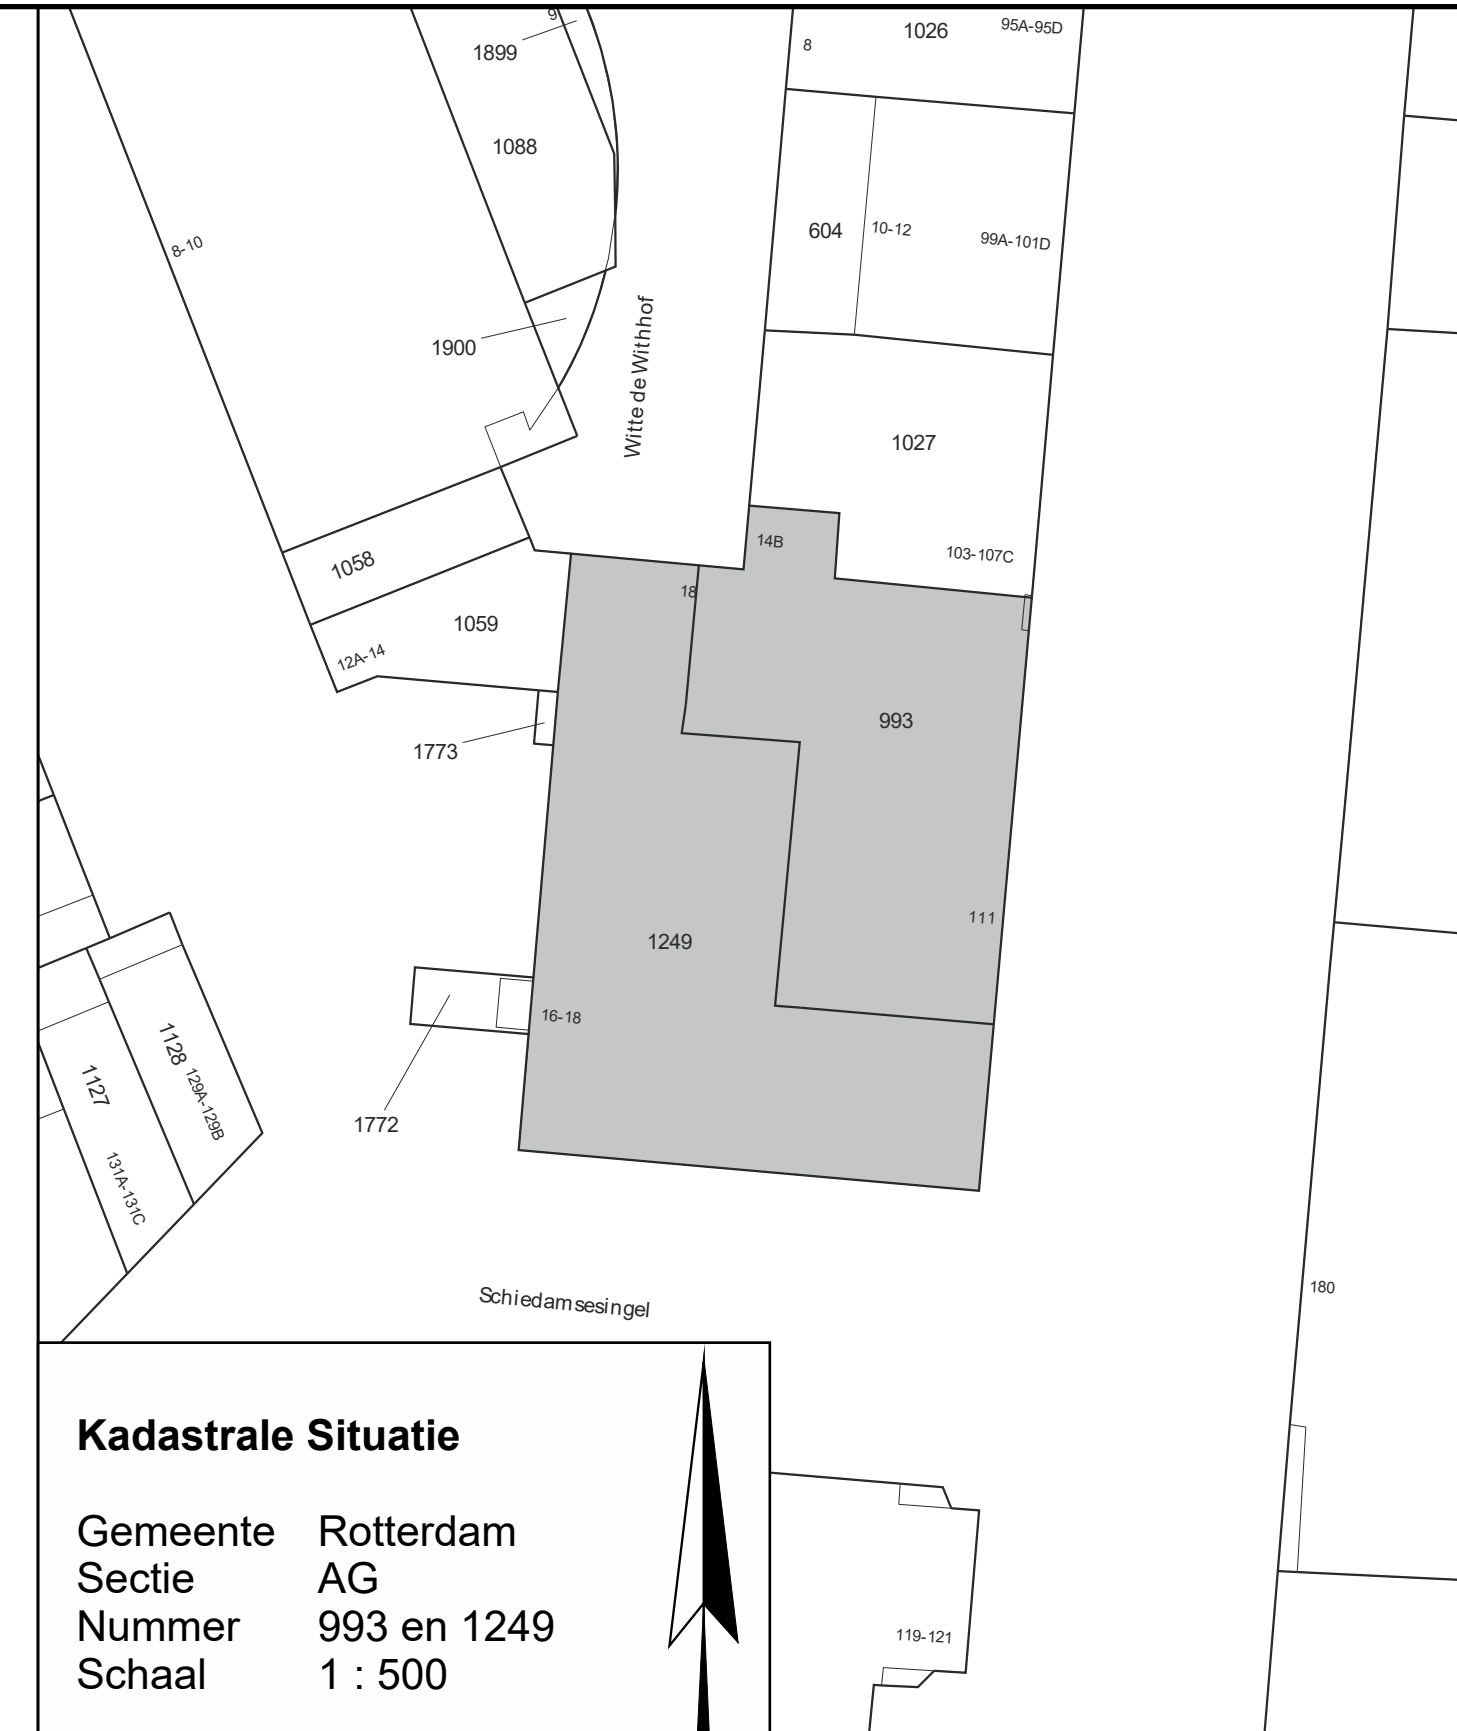 9
1899
8
1026
95A-95D
1088
8-10
604
10-12
99A-101D
1900
Witte de Withhof
1027
14B
103-107C
1058
18
1059
12A-14
993
1773
111
1249
16-18
1128
129A-129B
1127
1772
131A-131C
180
Schiedamsesingel
Kadastrale Situatie
Gemeente Rotterdam
Sectie AG
Nummer 993 en 1249
Schaal 1 : 500
119-121